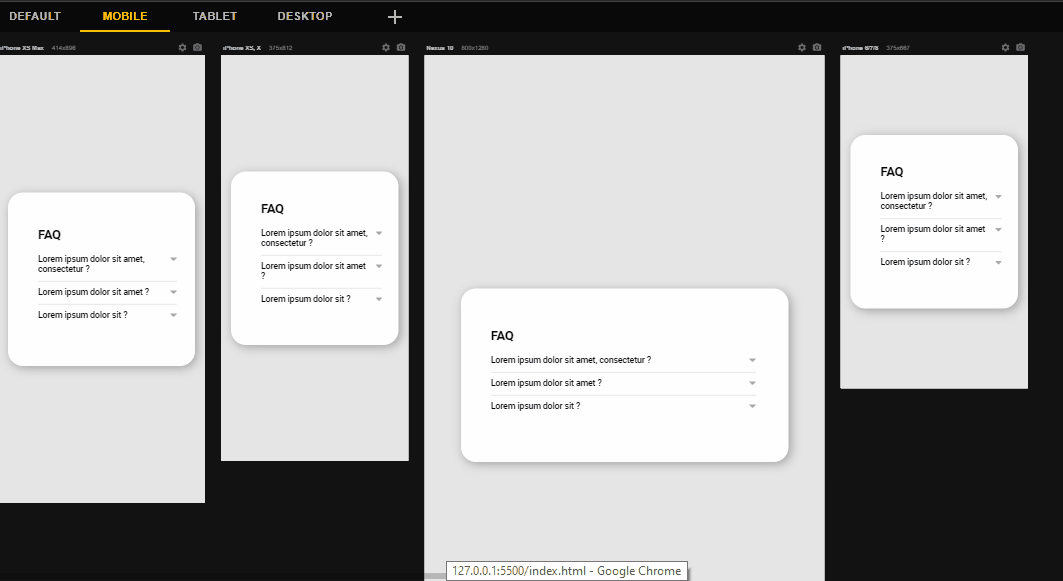 DEFAULT MOBILE TABLET DESKTOP
iPhone XS Max 414x896
iPhone XS, X 375x812
Nexus 10 800x1280
iPhone 6/7/8 375x667
FAQ
Lorem ipsum dolor sit amet,
consectetur ?
Lorem ipsum dolor sit amet ?
Lorem ipsum dolor sit ?
FAQ
Lorem ipsum dolor sit amet,
consectetur ?
Lorem ipsum dolor sit amet
?
Lorem ipsum dolor sit ?
FAQ
Lorem ipsum dolor sit amet, consectetur ?
Lorem ipsum dolor sit amet ?
Lorem ipsum dolor sit ?
FAQ
Lorem ipsum dolor sit amet,
consectetur ?
Lorem ipsum dolor sit amet
?
Lorem ipsum dolor sit ?
127.0.0.1:5500/index.html - Google Chrome